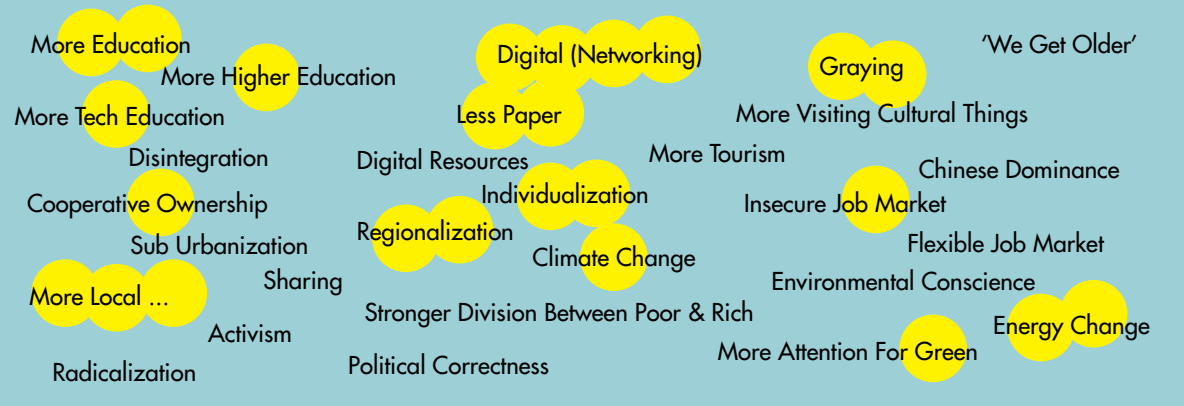 More Education
Digital (Networking)
'We Get Older'
More Higher Education
Graying
More Tech Education
Less Paper
More Visiting Cultural Things
Disintegration
Digital Resources
More Tourism
Chinese Dominance
Cooperative Ownership
Individualization
Insecure Job Market
Sub Urbanization
Regionalization
Flexible Job Market
Climate Change
Sharing
Environmental Conscience
More Local ...
Stronger Division Between Poor & Rich
Energy Change
Activism
More Attention For Green
Radicalization
Political Correctness